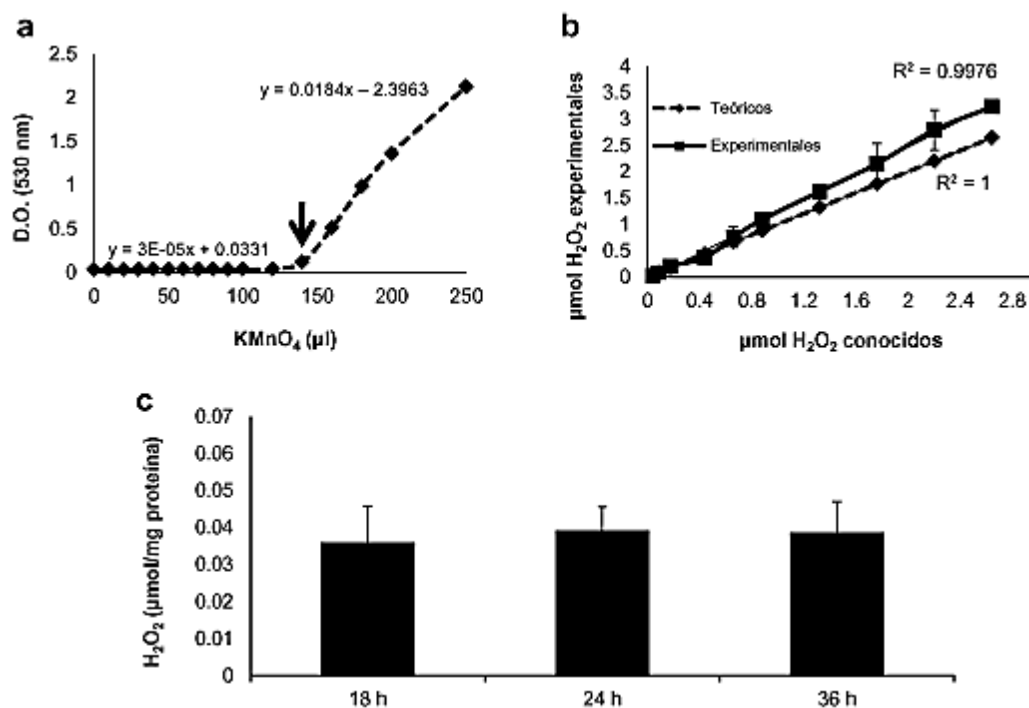 a
2.5
2
1.5
1
0.5
0
D.O. (530 nm)
y = 0.0184x – 2.3963
y = 3E-05x + 0.0331
0 50 100 150 200 250
KMnO₄ (µl)
b
4
3.5
3
2.5
2
1.5
1
0.5
0
µmol H₂O₂ experimentales
R² = 0.9976
Teóricos
Experimentales
R² = 1
0 0.4 0.8 1.2 1.6 2 2.4 2.8
µmol H₂O₂ conocidos
c
0.07
0.06
0.05
0.04
0.03
0.02
0.01
0
H₂O₂ (µmol/mg proteína)
18 h 24 h 36 h